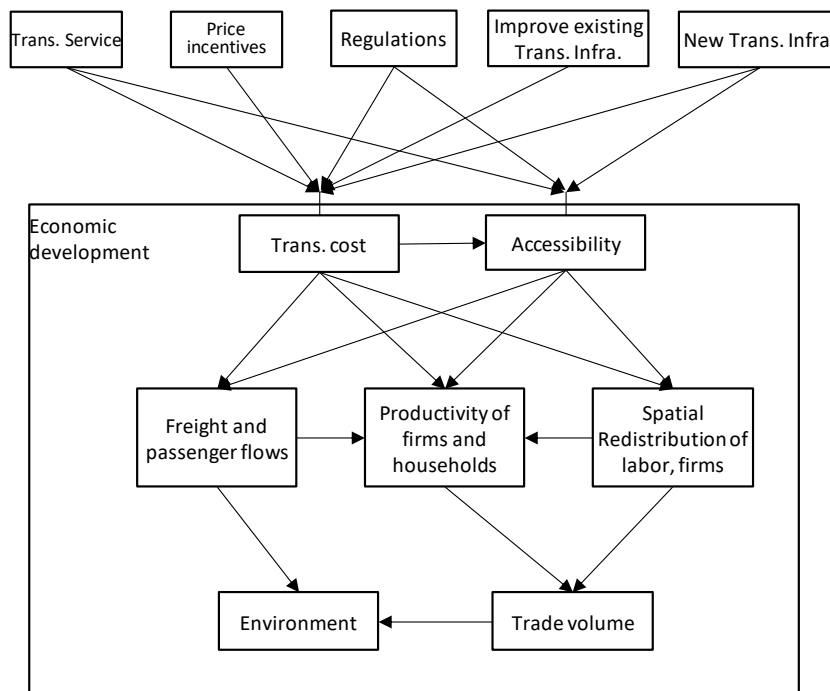 Trans. Service
Price
incentives
Regulations
Improve existing
Trans. Infra.
New Trans. Infra
Economic
development
Trans. cost
Accessibility
Freight and
passenger flows
Productivity of
firms and
households
Spatial
Redistribution of
labor, firms
Environment
Trade volume